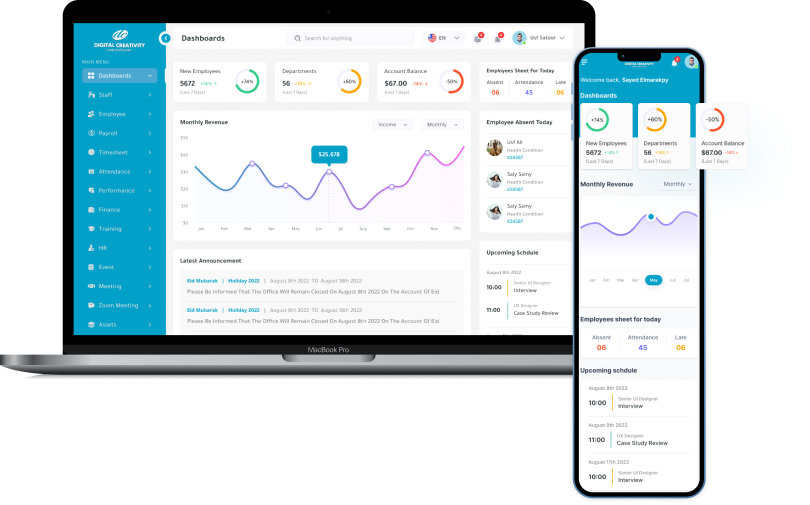 DIGITAL CREATIVITY
MAIN MENU
Dashboards
Staff
Employee
Payroll
Timesheet
Attendance
Performance
Finance
Training
HR
Event
Meeting
Zoom Meeting
Assets
Dashboards
Search for anything
EN
Usf Satoor
New Employees
5672 +14%
(Last 7 Days)
+74%
Departments
56
(Last 7 Days)
+60%
Account Balance
$67.00 -14%
(Last 7 Days)
-50%
Employees Sheet For Today
Absent Attendance Late
06 45 06
Monthly Revenue
Income
Monthly
$50
$40
$30
$20
$10
$0
$25.678
Jan Feb Mar Apr May Jun Jul Aug Sep Oct Nov Dec
Employee Absent Today
Usf Ali
Health Condition
#24587
Saly Samy
Health Condition
#24587
Saly Samy
Health Condition
#24587
Latest Announcement
Eid Mubarak | Holiday 2022 | August 8th 2022 TO August 18th 2022
Please Be Informed That The Office Will Remain Closed On August 8th 2022 On The Account Of Eid
Eid Mubarak | Holiday 2022 | August 8th 2022 TO August 18th 2022
Please Be Informed That The Office Will Remain Closed On August 8th 2022 On The Account Of Eid
Upcoming Schdule
August 8th 2022
10:00
Senior UI Designer
Interview
11:00
UX Designer
Case Study Review
MacBook Pro
DIGITAL CREATIVITY
Welcome back, Sayed Elmarakpy
Dashboards
+74%
New Employees
5672 +14%
(Last 7 Days)
+60%
Departments
56 +14%
(Last 7 Days)
-50%
Account Balance
$67.00 -14%
(Last 7 Days)
Monthly Revenue
Monthly
Jan Feb Mar Apr May Jun Jul
Employees sheet for today
Absent Attendance Late
06 45 06
Upcoming schdule
August 8th 2022
10:00
Senior UI Designer
Interview
August 9th 2022
11:00
UX Designer
Case Study Review
August 11th 2022
10:00
Senior UI Designer
Interview